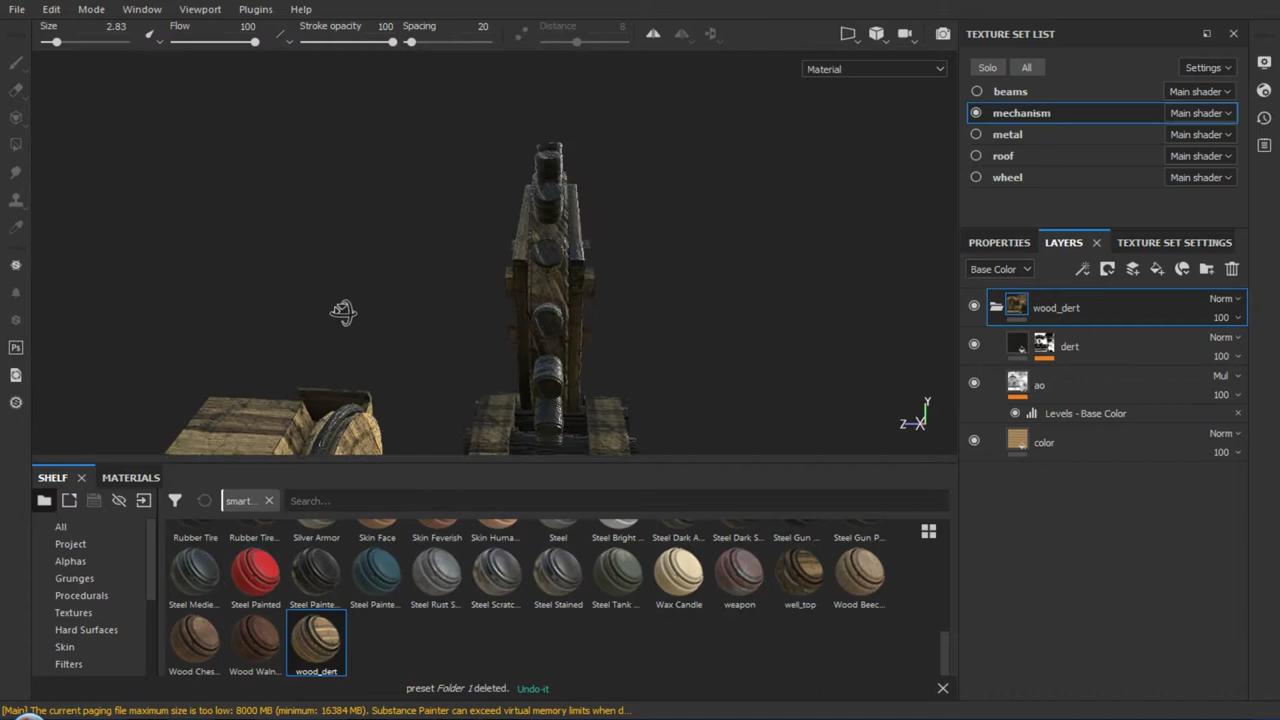 File Edit Mode Window Viewport Plugins Help
Size 2.83 Flow 100 Stroke opacity 100 Spacing 20 Distance 8
Material
Y
Z X
TEXTURE SET LIST
Solo All Settings
beams Main shader
mechanism Main shader
metal Main shader
roof Main shader
wheel Main shader
PROPERTIES LAYERS TEXTURE SET SETTINGS
Base Color
wood_dert Norm 100
dert Norm 100
ao Mul 100
Levels - Base Color
color Norm 100
Ps
SHELF MATERIALS
smart... Search...
All
Project
Alphas
Grunges
Procedurals
Textures
Hard Surfaces
Skin
Filters
Rubber Tire Rubber Tire... Silver Armor Skin Face Skin Feverish Skin Huma... Steel Steel Bright ... Steel Dark A... Steel Dark S... Steel Gun ... Steel Gun P...
Steel Medie... Steel Painted Steel Painte... Steel Painte... Steel Rust S... Steel Scratc... Steel Stained Steel Tank ... Wax Candle weapon well_top Wood Beec...
Wood Ches... Wood Waln... wood_dert
preset Folder 1 deleted. Undo-it
[Main] The current paging file maximum size is too low: 8000 MB (minimum: 16384 MB). Substance Painter can exceed virtual memory limits when d...